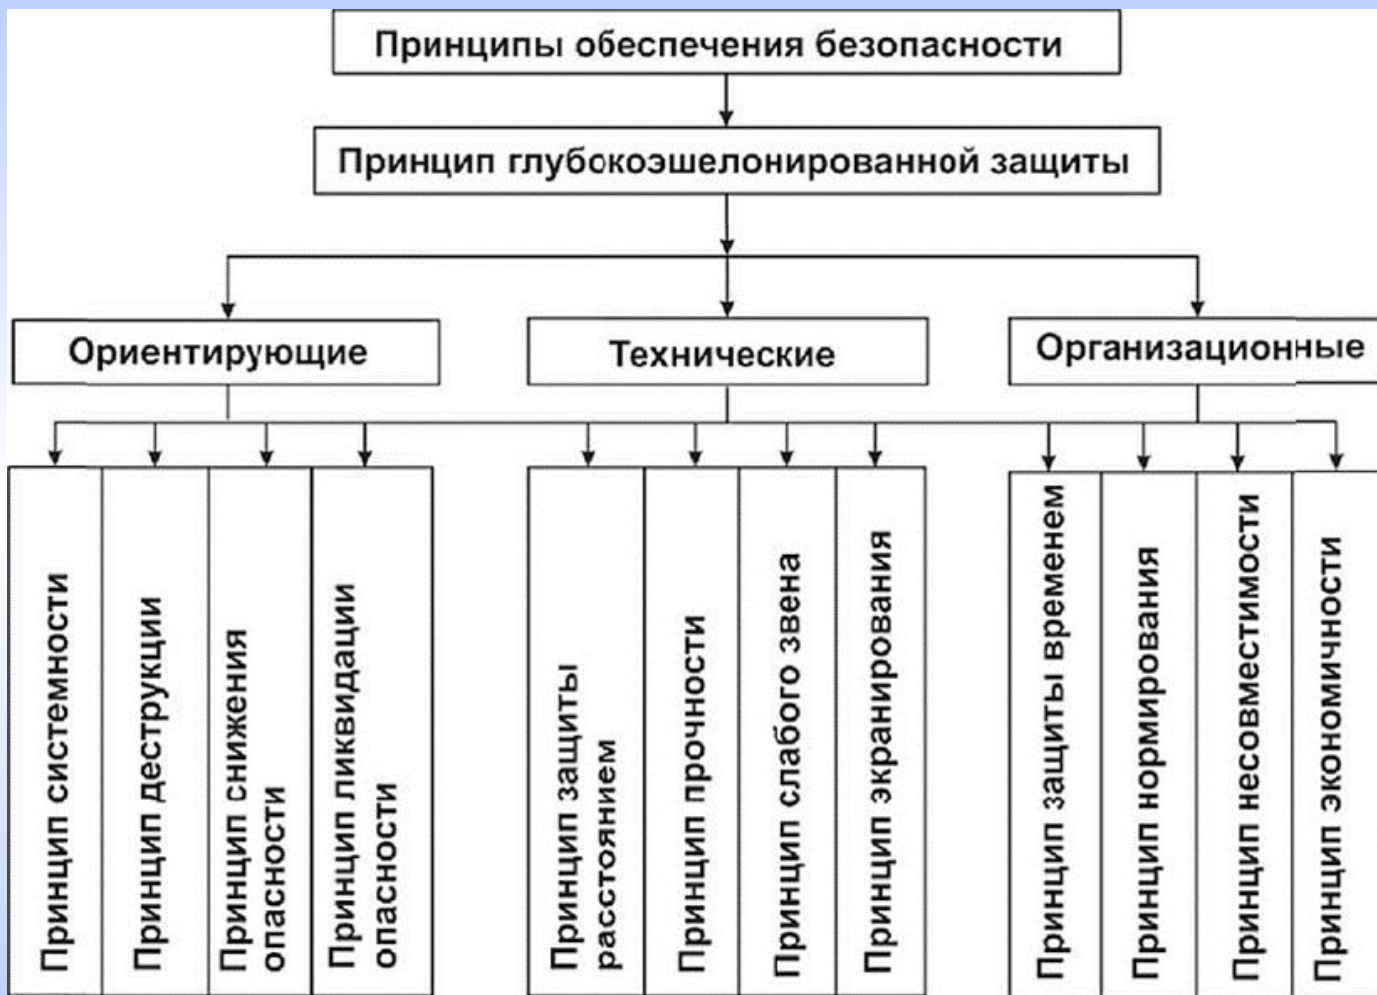 Принципы обеспечения безопасности
Принцип глубокоэшелонированной защиты
Ориентирующие
Технические
Организационные
Принцип системности
Принцип деструкции
Принцип снижения
опасности
Принцип ликвидации
опасности
Принцип защиты
расстоянием
Принцип прочности
Принцип слабого звена
Принцип экранирования
Принцип защиты временем
Принцип нормирования
Принцип несовместимости
Принцип экономичности